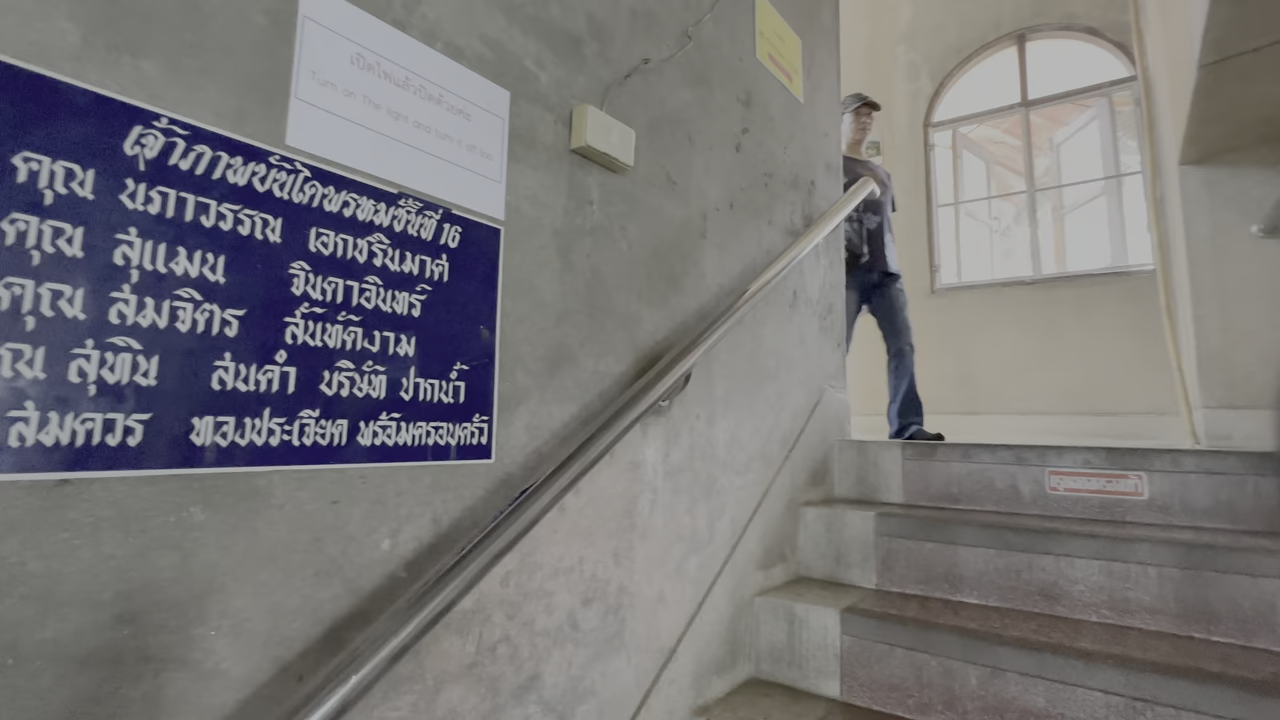 เปิดไฟแล้วปิดด้วยค่ะ
Turn on The light and turn it off too
เจ้าภาพบันไดพรหมชั้นที่ 16
คุณ นภาวรรณ เอกชรินมาศ
คุณ สุแมน จินดาอินทร์
คุณ สมจิตร สันทัดงาม
ณ สุทิน สนคำ บริษัท ปากน้ำ
สมควร ทองประเจียด พร้อมครอบครัว